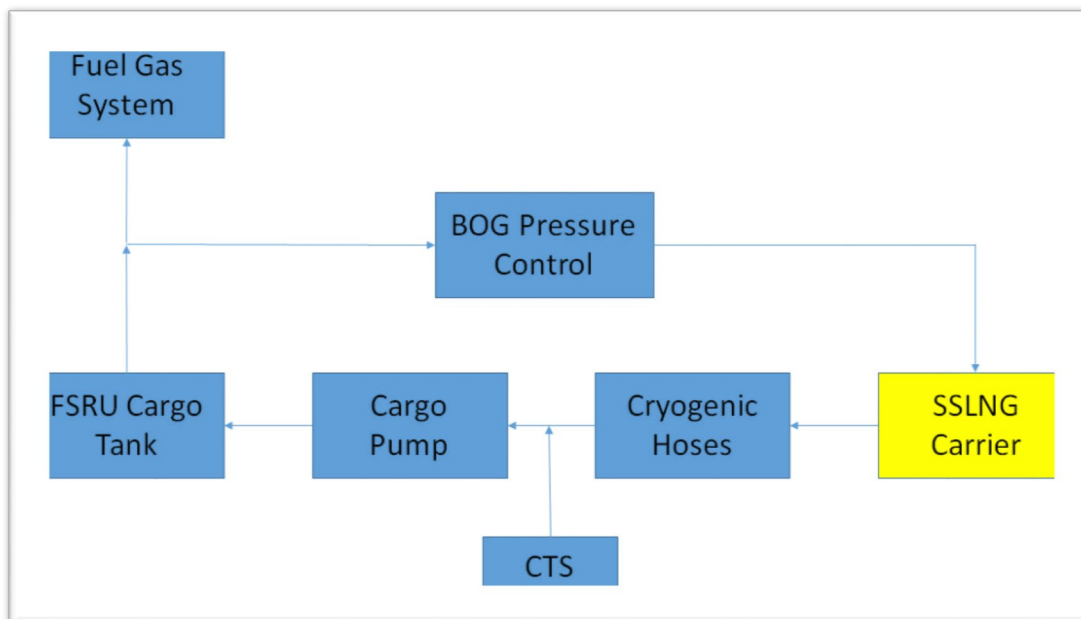 Fuel Gas
System
BOG Pressure
Control
FSRU Cargo
Tank
Cargo
Pump
Cryogenic
Hoses
SSLNG
Carrier
CTS